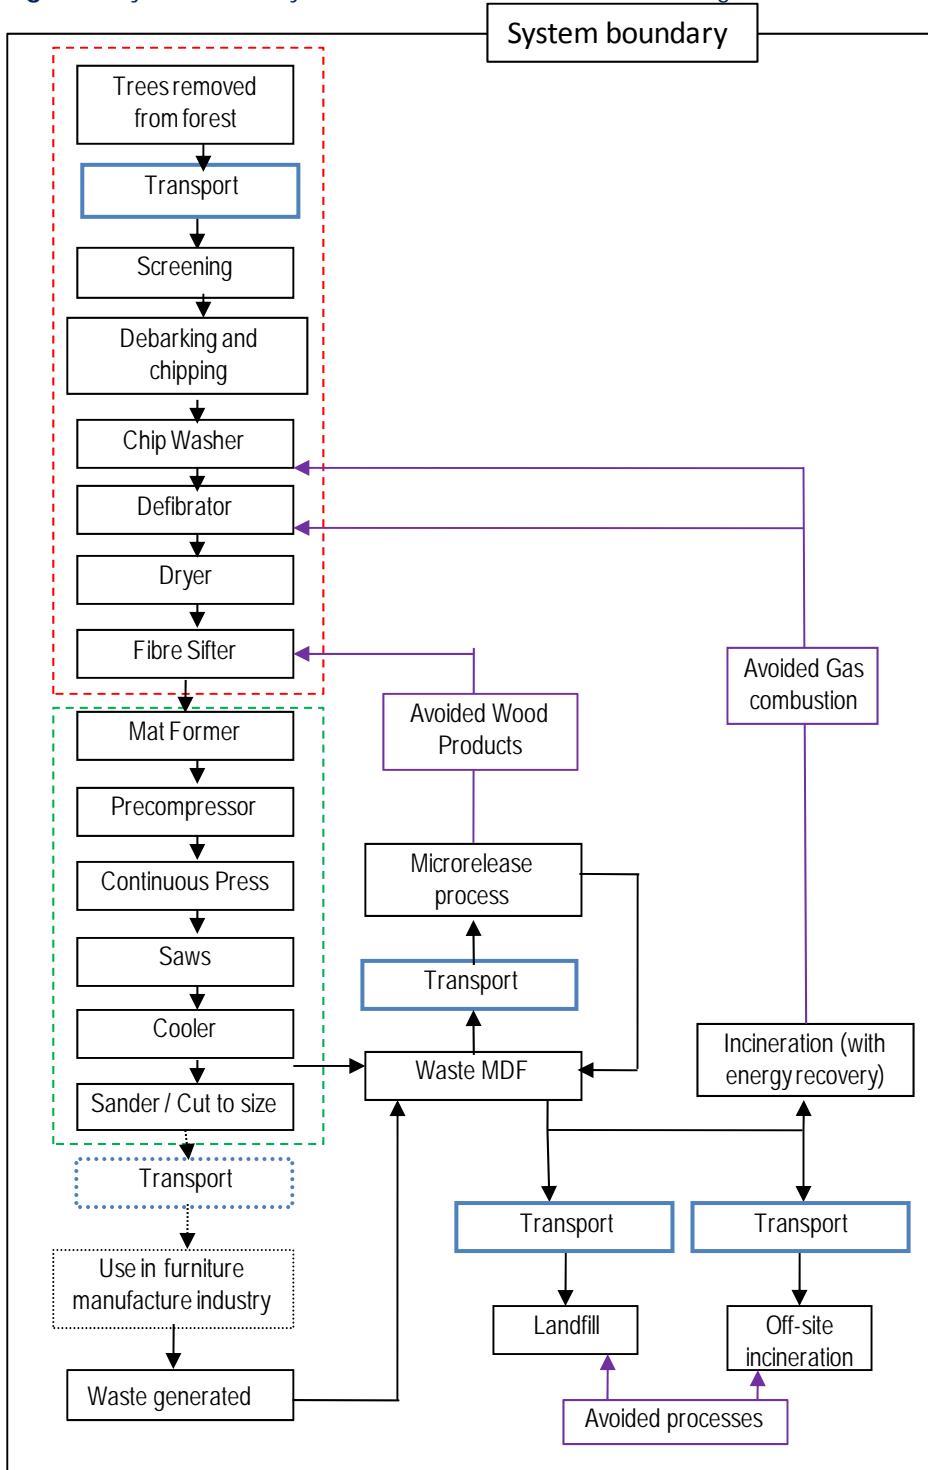 System boundary
Trees removed
from forest
Transport
Screening
Debarking and
chipping
Chip Washer
Defibrator
Dryer
Fibre Sifter
Mat Former
Precompressor
Continuous Press
Saws
Cooler
Sander / Cut to size
Transport
Use in furniture
manufacture industry
Waste generated
Avoided Wood
Products
Microrelease
process
Transport
Waste MDF
Avoided Gas
combustion
Incineration (with
energy recovery)
Transport
Transport
Landfill
Off-site
incineration
Avoided processes